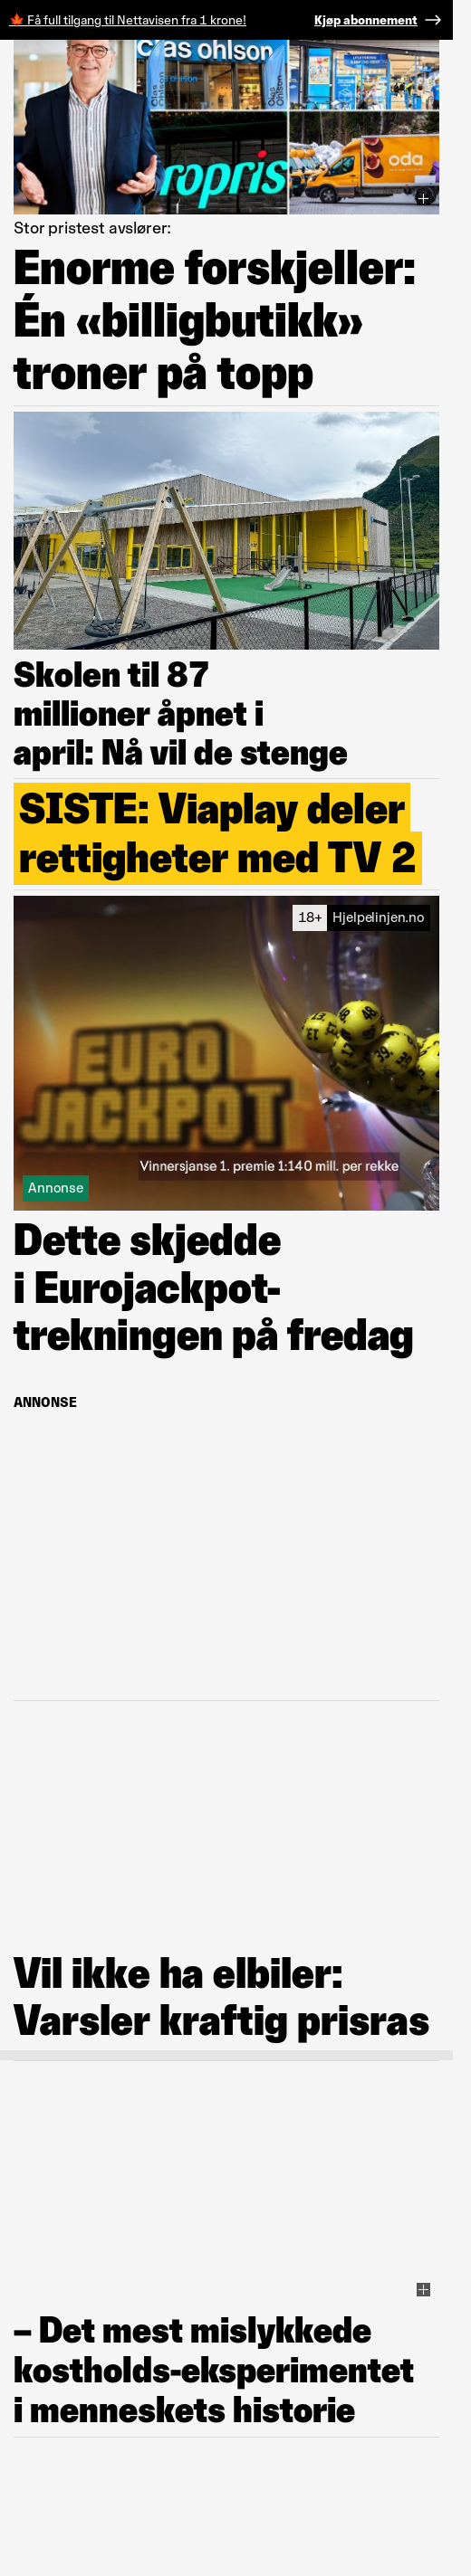 🍁 Få full tilgang til Nettavisen fra 1 krone!
Kjøp abonnement →
Clas ohlson
oda
ropris
Stor pristest avslører:
Enorme forskjeller:
Én «billigbutikk»
troner på topp
Skolen til 87
millioner åpnet i
april: Nå vil de stenge
SISTE: Viaplay deler
rettigheter med TV 2
18+ Hjelpelinjen.no
EURO
JACKPOT
13
48
17
39
Vinnersjanse 1. premie 1:140 mill. per rekke
Annonse
Dette skjedde
i Eurojackpot-
trekningen på fredag
ANNONSE
Vil ikke ha elbiler:
Varsler kraftig prisras
– Det mest mislykkede
kostholds-eksperimentet
i menneskets historie